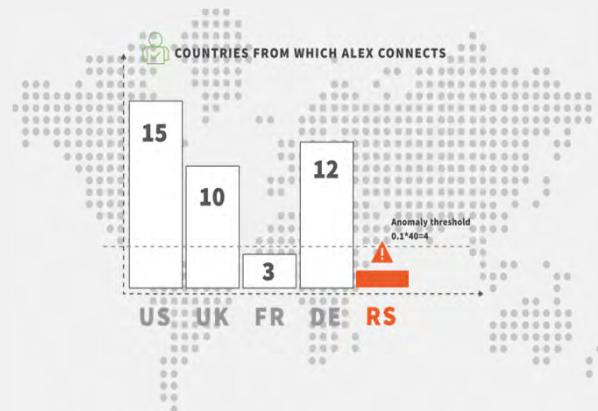 COUNTRIES FROM WHICH ALEX CONNECTS
15
10
3
12
Anomaly threshold
0.1*40=4
!
US UK FR DE RS